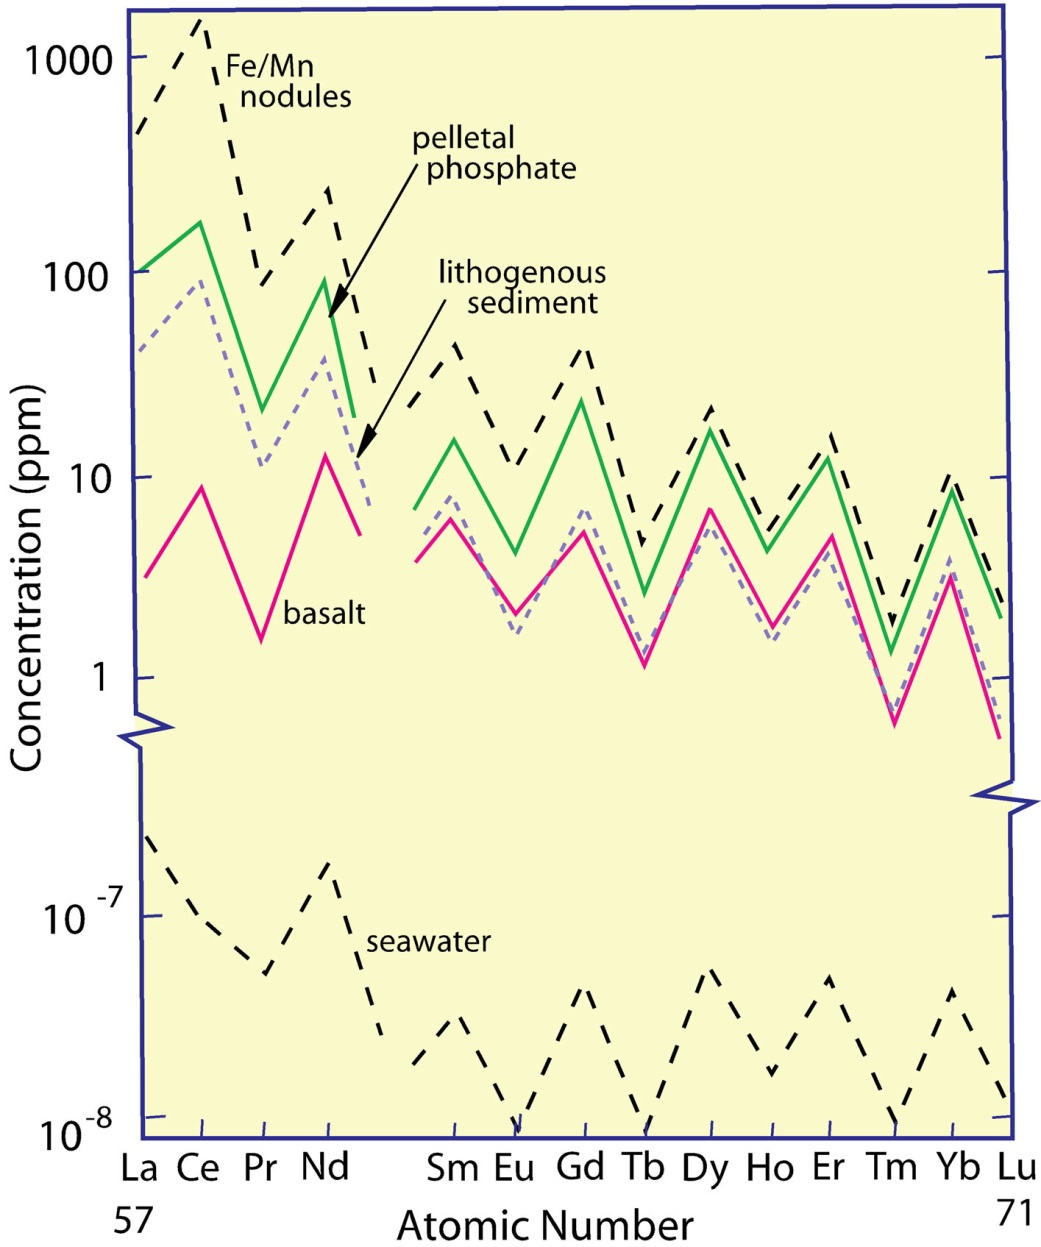 1000
Fe/Mn
nodules
pelletal
phosphate
100
lithogenous
sediment
10
basalt
1
Concentration (ppm)
10 -7
seawater
10 -8
La Ce Pr Nd Sm Eu Gd Tb Dy Ho Er Tm Yb Lu
57 71
Atomic Number